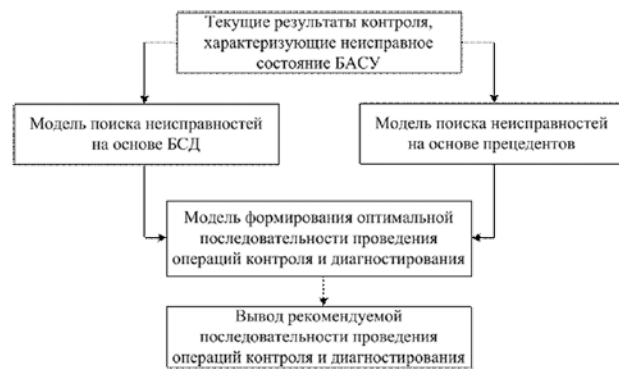 Текущие результаты контроля,
характеризующие неисправное
состояние БАСУ
Модель поиска неисправностей
на основе БСД
Модель поиска неисправностей
на основе прецедентов
Модель формирования оптимальной
последовательности проведения
операций контроля и диагностирования
Вывод рекомендуемой
последовательности проведения
операций контроля и диагностирования